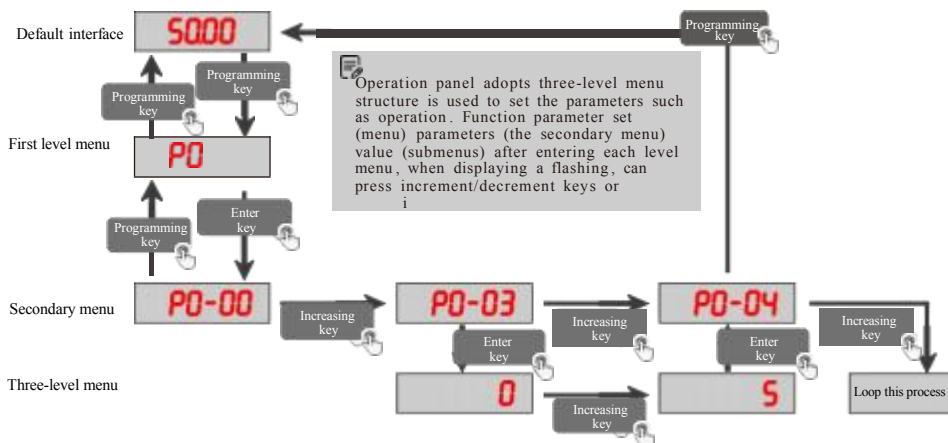 Default interface
50.00
Programming
key
Programming
key
Programming
key
Operation panel adopts three-level menu
structure is used to set the parameters such
as operation. Function parameter set
(menu) parameters (the secondary menu)
value (submenus) after entering each level
menu, when displaying a flashing, can
press increment/decrement keys or
i
First level menu
P0
Programming
key
Enter
key
Secondary menu
P0-00
Increasing
key
P0-03
Increasing
key
P0-04
Increasing
key
Enter
key
Enter
key
Three-level menu
0
Increasing
key
5
Loop this process